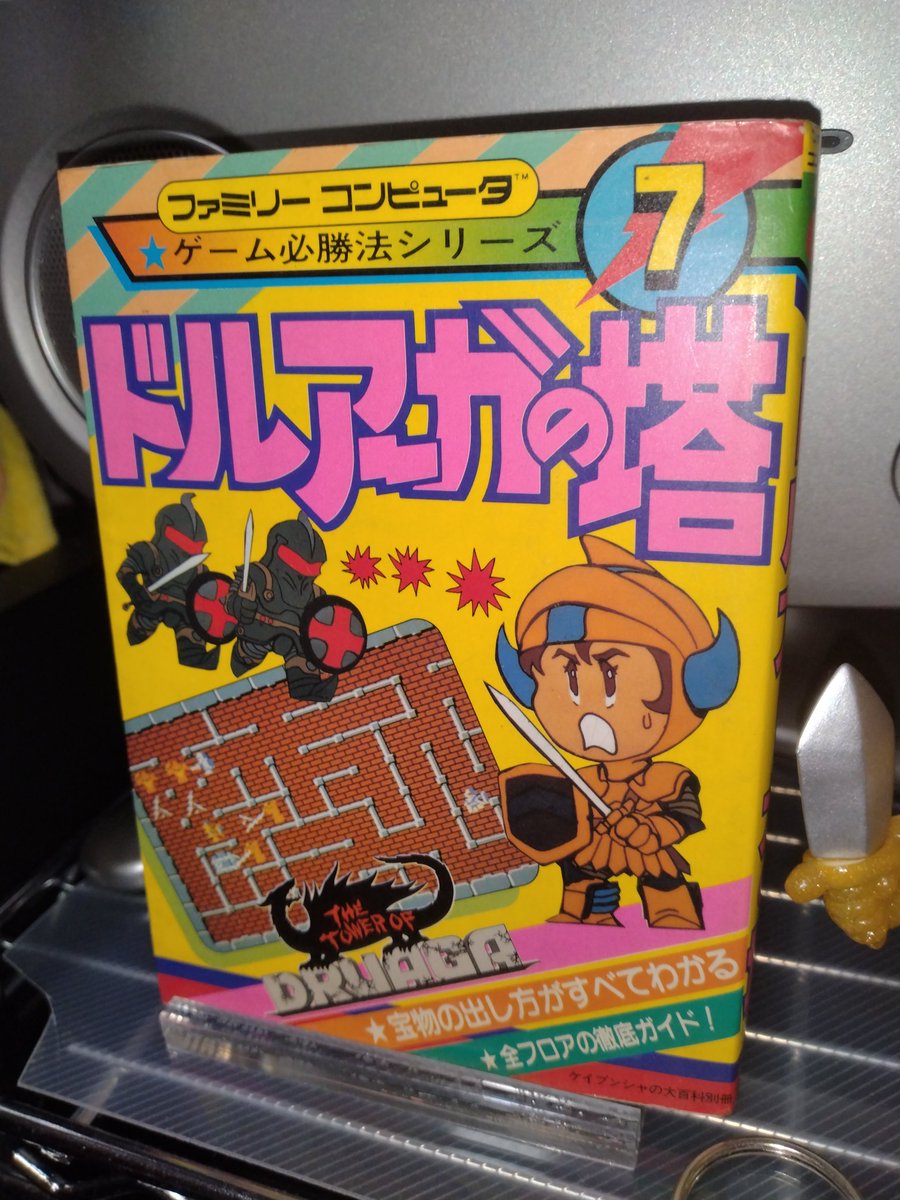 ファミリー コンピュータ™
★ゲーム必勝法シリーズ
7
ドルアーガの塔
THE
TOWER OF
DRUAGA
★宝物の出し方がすべてわかる
★全フロアの徹底ガイド！
ケイブンシャの大百科別冊